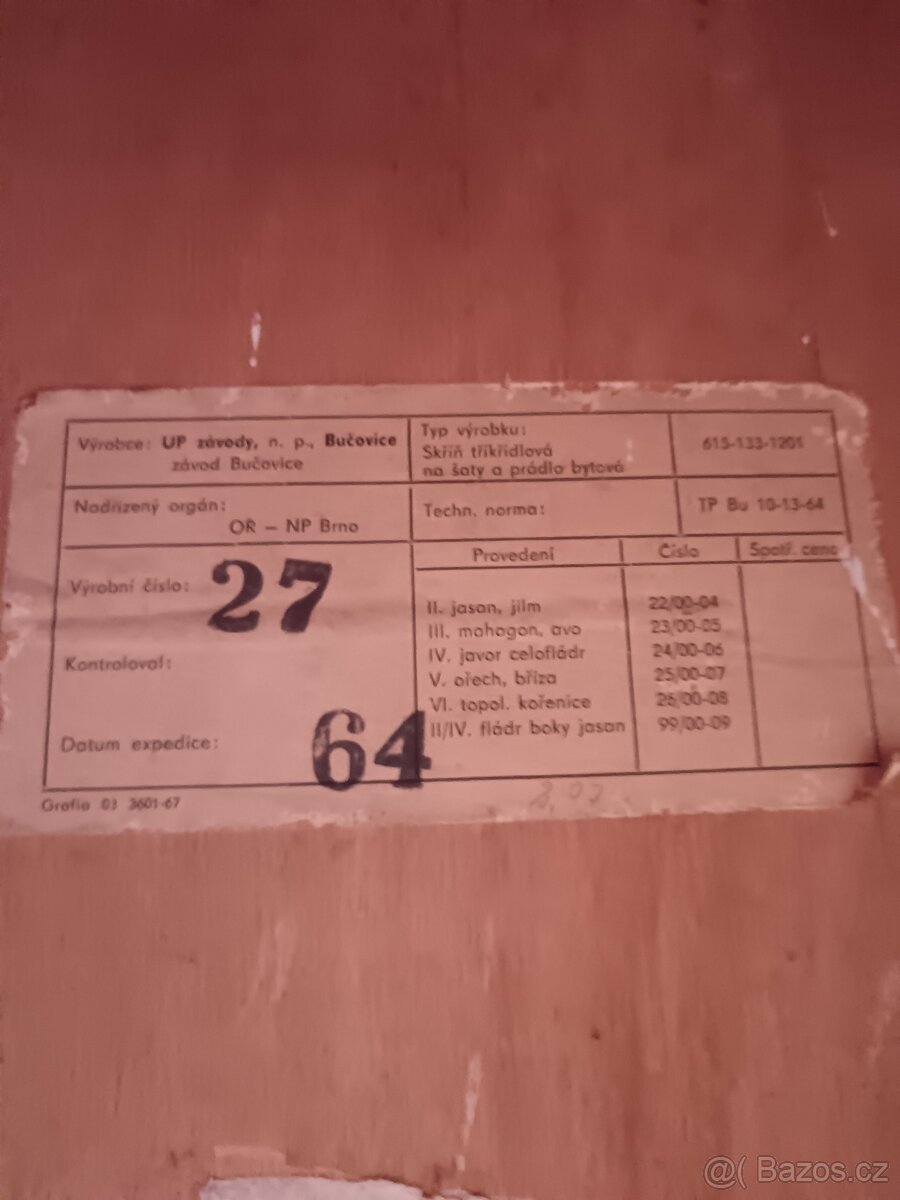 Výrobce: UP závody, n. p., Bučovice
závod Bučovice
Typ výrobku:
Skříň tříkřídlová
na šaty a prádlo bytová
615-133-1201
Nadřízený orgán:
OŘ – NP Brno
Techn. norma:
TP Bu 10-13-64
Výrobní číslo: 27
Kontroloval:
Datum expedice: 64
Provedení Číslo Spotř. cena
II. jasan, jilm 22/00-04
III. mahagon, avo 23/00-05
IV. javor celofládr 24/00-06
V. ořech, bříza 25/00-07
VI. topol. kořenice 26/00-08
II/IV. fládr boky jasan 99/00-09
Grafia 03 3601-67
@( Bazos.cz